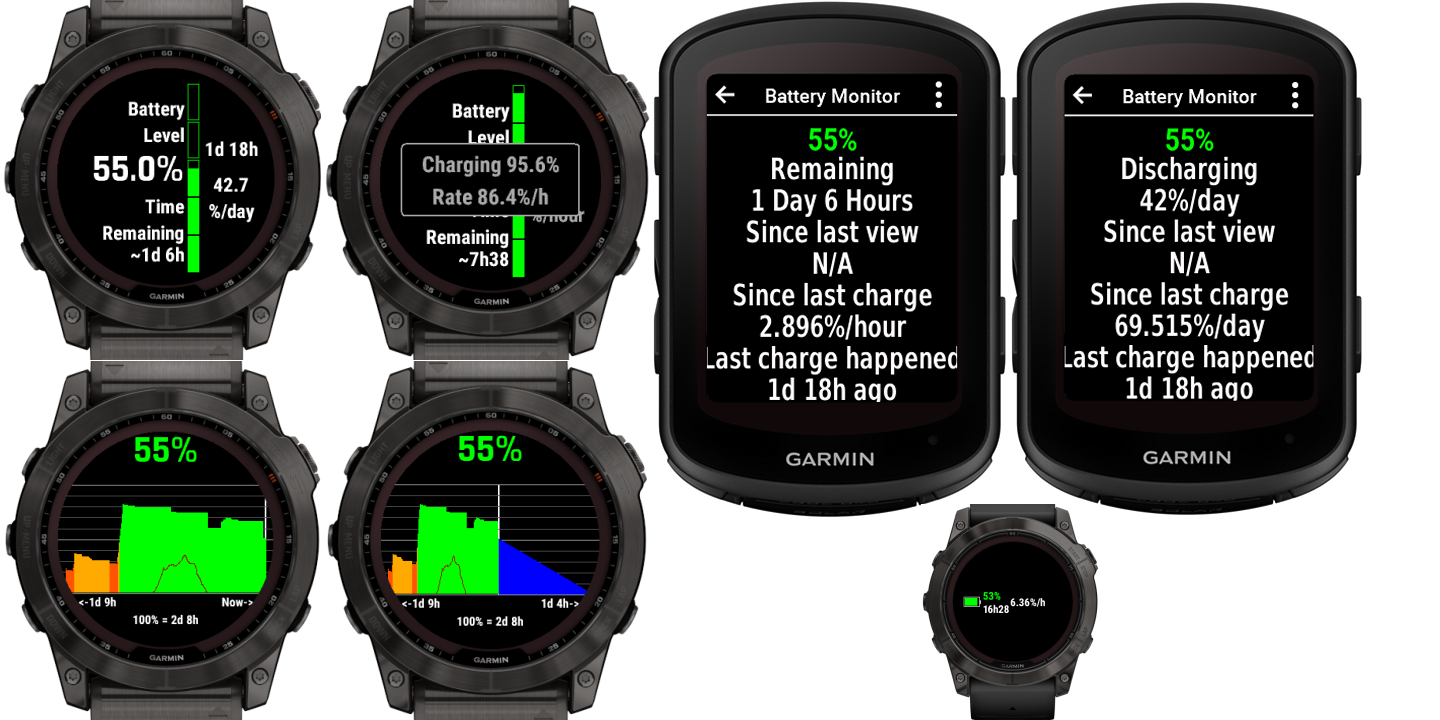 Battery
Level
55.0%
1d 18h
42.7
%/day
Time
Remaining
~1d 6h
GARMIN
Battery
Level
Charging 95.6%
Rate 86.4%/h
%/hour
Remaining
~7h38
GARMIN
Battery Monitor
55%
Remaining
1 Day 6 Hours
Since last view
N/A
Since last charge
2.896%/hour
Last charge happened
1d 18h ago
GARMIN
Battery Monitor
55%
Discharging
42%/day
Since last view
N/A
Since last charge
69.515%/day
Last charge happened
1d 18h ago
GARMIN
55%
<-1d 9h
Now->
100% = 2d 8h
GARMIN
55%
<-1d 9h
1d 4h->
100% = 2d 8h
GARMIN
53%
16h28
6.36%/h
GARMIN